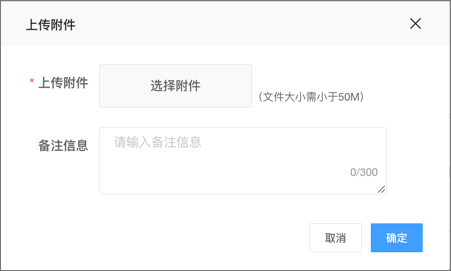 上传附件
* 上传附件
选择附件
（文件大小需小于50M）
备注信息
请输入备注信息
0/300
取消
确定